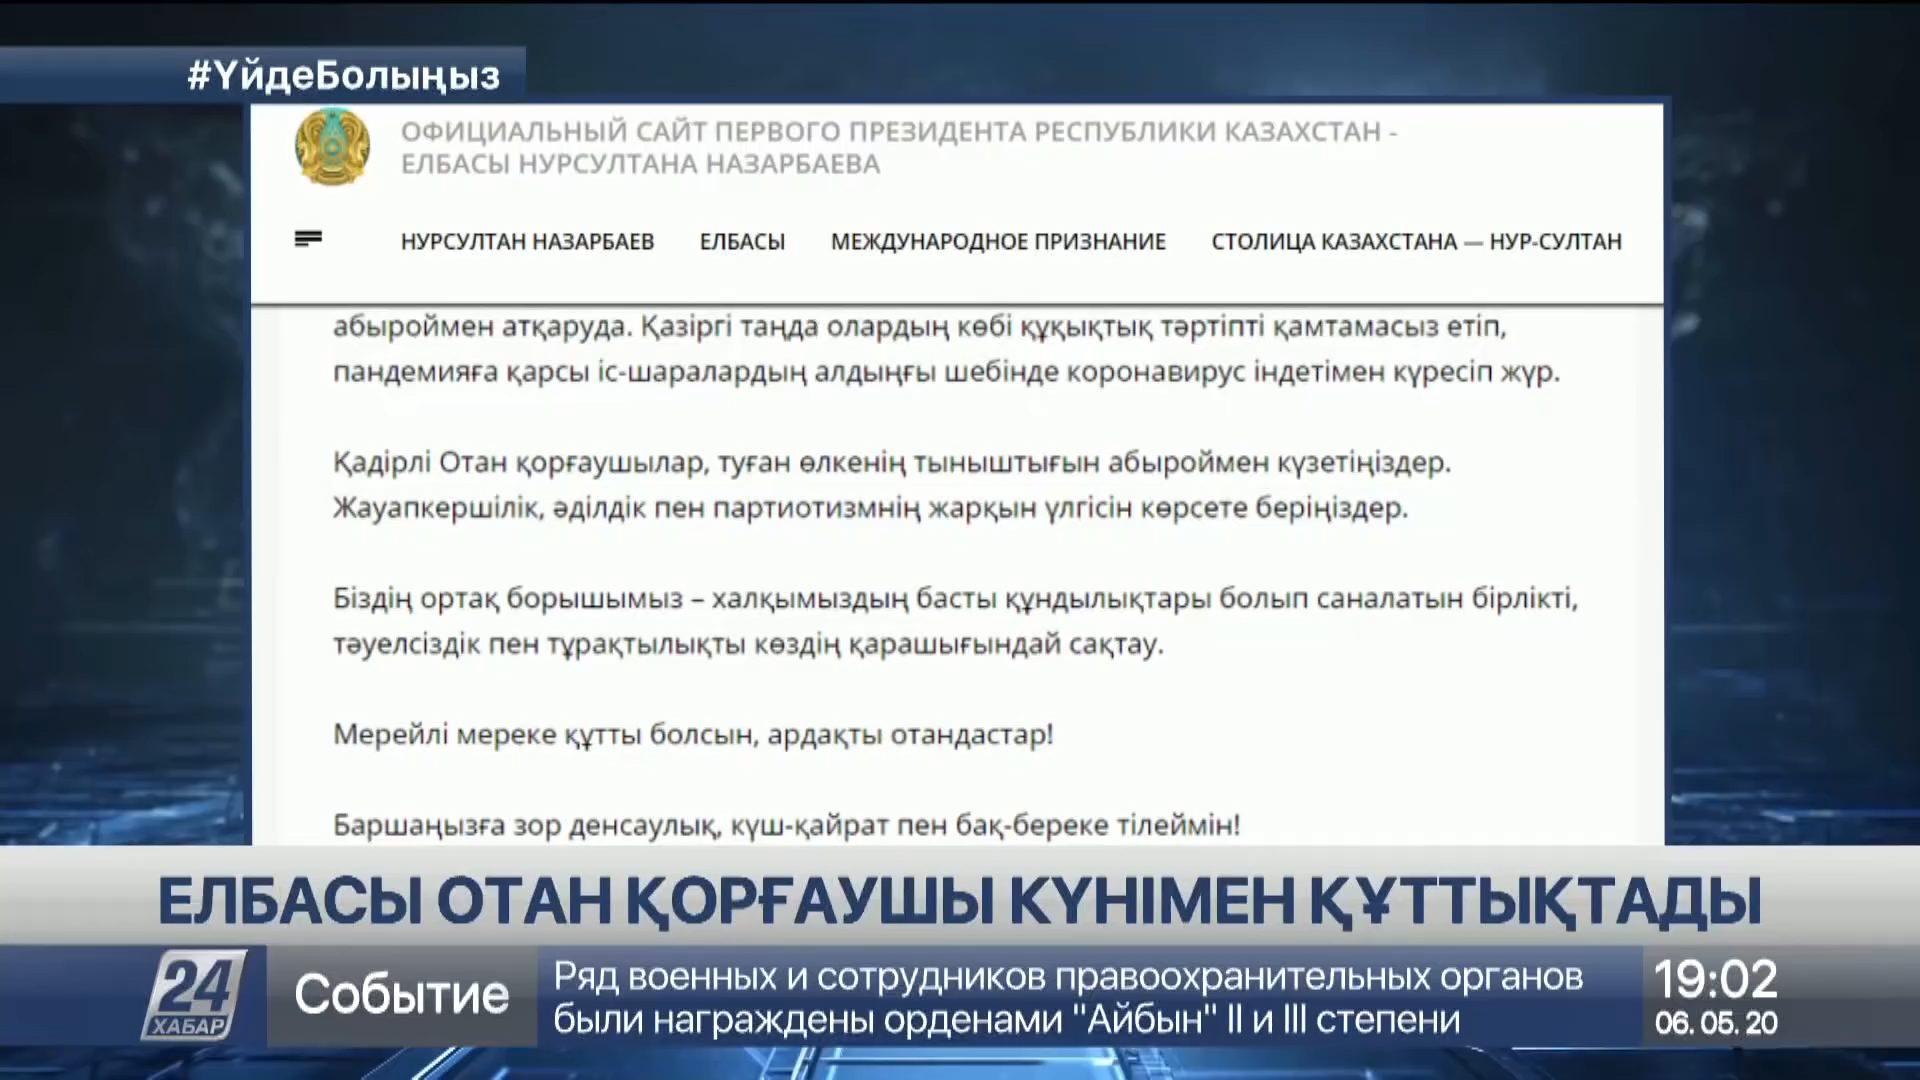 #ҮйдеБолыңыз
ОФИЦИАЛЬНЫЙ САЙТ ПЕРВОГО ПРЕЗИДЕНТА РЕСПУБЛИКИ КАЗАХСТАН -
ЕЛБАСЫ НУРСУЛТАНА НАЗАРБАЕВА
НУРСУЛТАН НАЗАРБАЕВ ЕЛБАСЫ МЕЖДУНАРОДНОЕ ПРИЗНАНИЕ СТОЛИЦА КАЗАХСТАНА — НУР-СУЛТАН
абыроймен атқаруда. Қазіргі таңда олардың көбі құқықтық тәртіпті қамтамасыз етіп,
пандемияға қарсы іс-шаралардың алдыңғы шебінде коронавирус індетімен күресіп жүр.
Қадірлі Отан қорғаушылар, туған өлкенің тыныштығын абыроймен күзетіңіздер.
Жауапкершілік, әділдік пен партиотизмнің жарқын үлгісін көрсете беріңіздер.
Біздің ортақ борышымыз – халқымыздың басты құндылықтары болып саналатын бірлікті,
тәуелсіздік пен тұрақтылықты көздің қарашығындай сақтау.
Мерейлі мереке құтты болсын, ардақты отандастар!
Баршаңызға зор денсаулық, күш-қайрат пен бақ-береке тілеймін!
ЕЛБАСЫ ОТАН ҚОРҒАУШЫ КҮНІМЕН ҚҰТТЫҚТАДЫ
24
ХАБАР
Событие
Ряд военных и сотрудников правоохранительных органов
были награждены орденами "Айбын" II и III степени
19:02
06. 05. 20